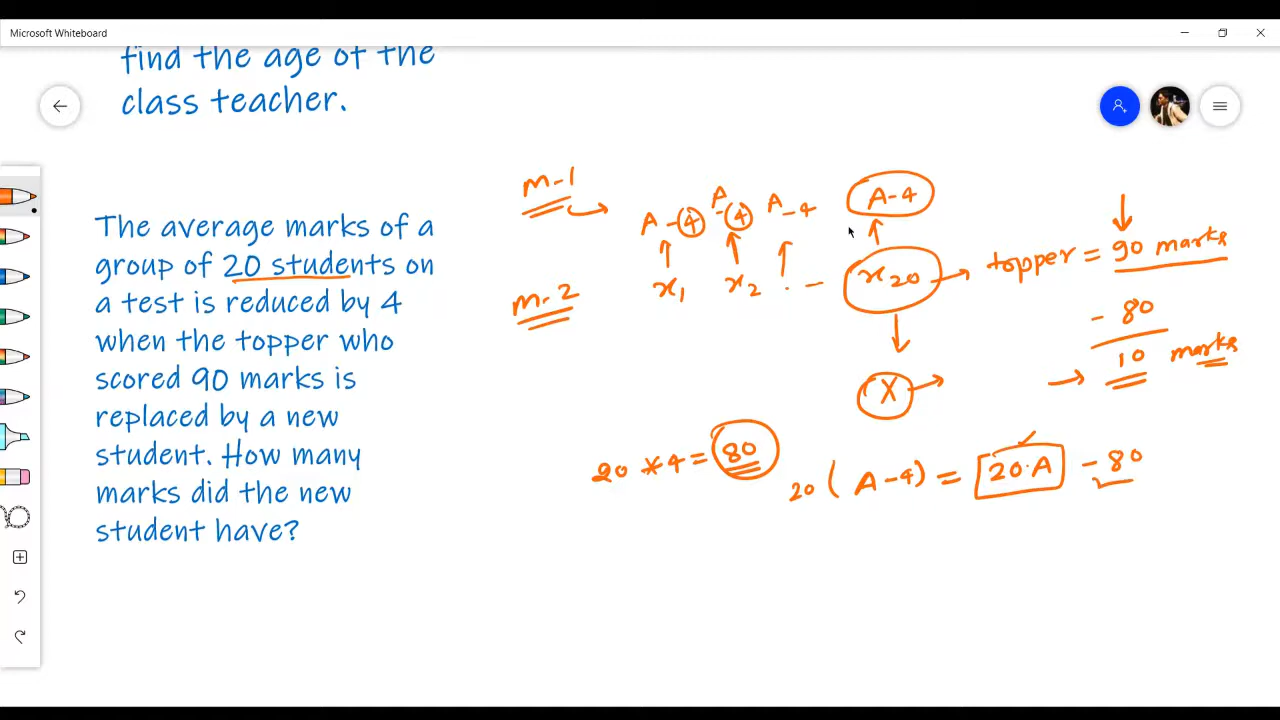 Microsoft Whiteboard
find the age of the
class teacher.
The average marks of a
group of 20 students on
a test is reduced by 4
when the topper who
scored 90 marks is
replaced by a new
student. How many
marks did the new
student have?
m-1
A-4 A-4 A-4 A-4
x1 x2 . - x20
topper = 90 marks
- 80
10 marks
m-2
X
20 * 4 = 80
20 (A-4) = 20·A - 80